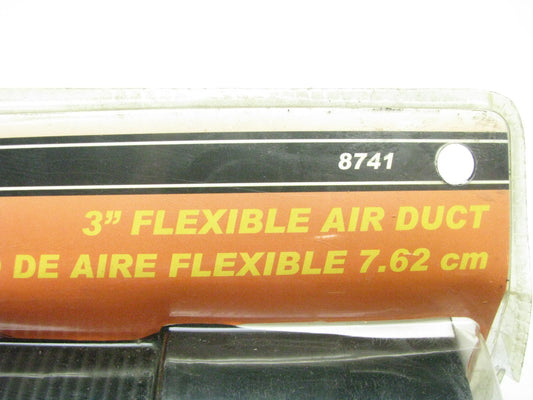 8741
3” FLEXIBLE AIR DUCT
DE AIRE FLEXIBLE 7.62 cm